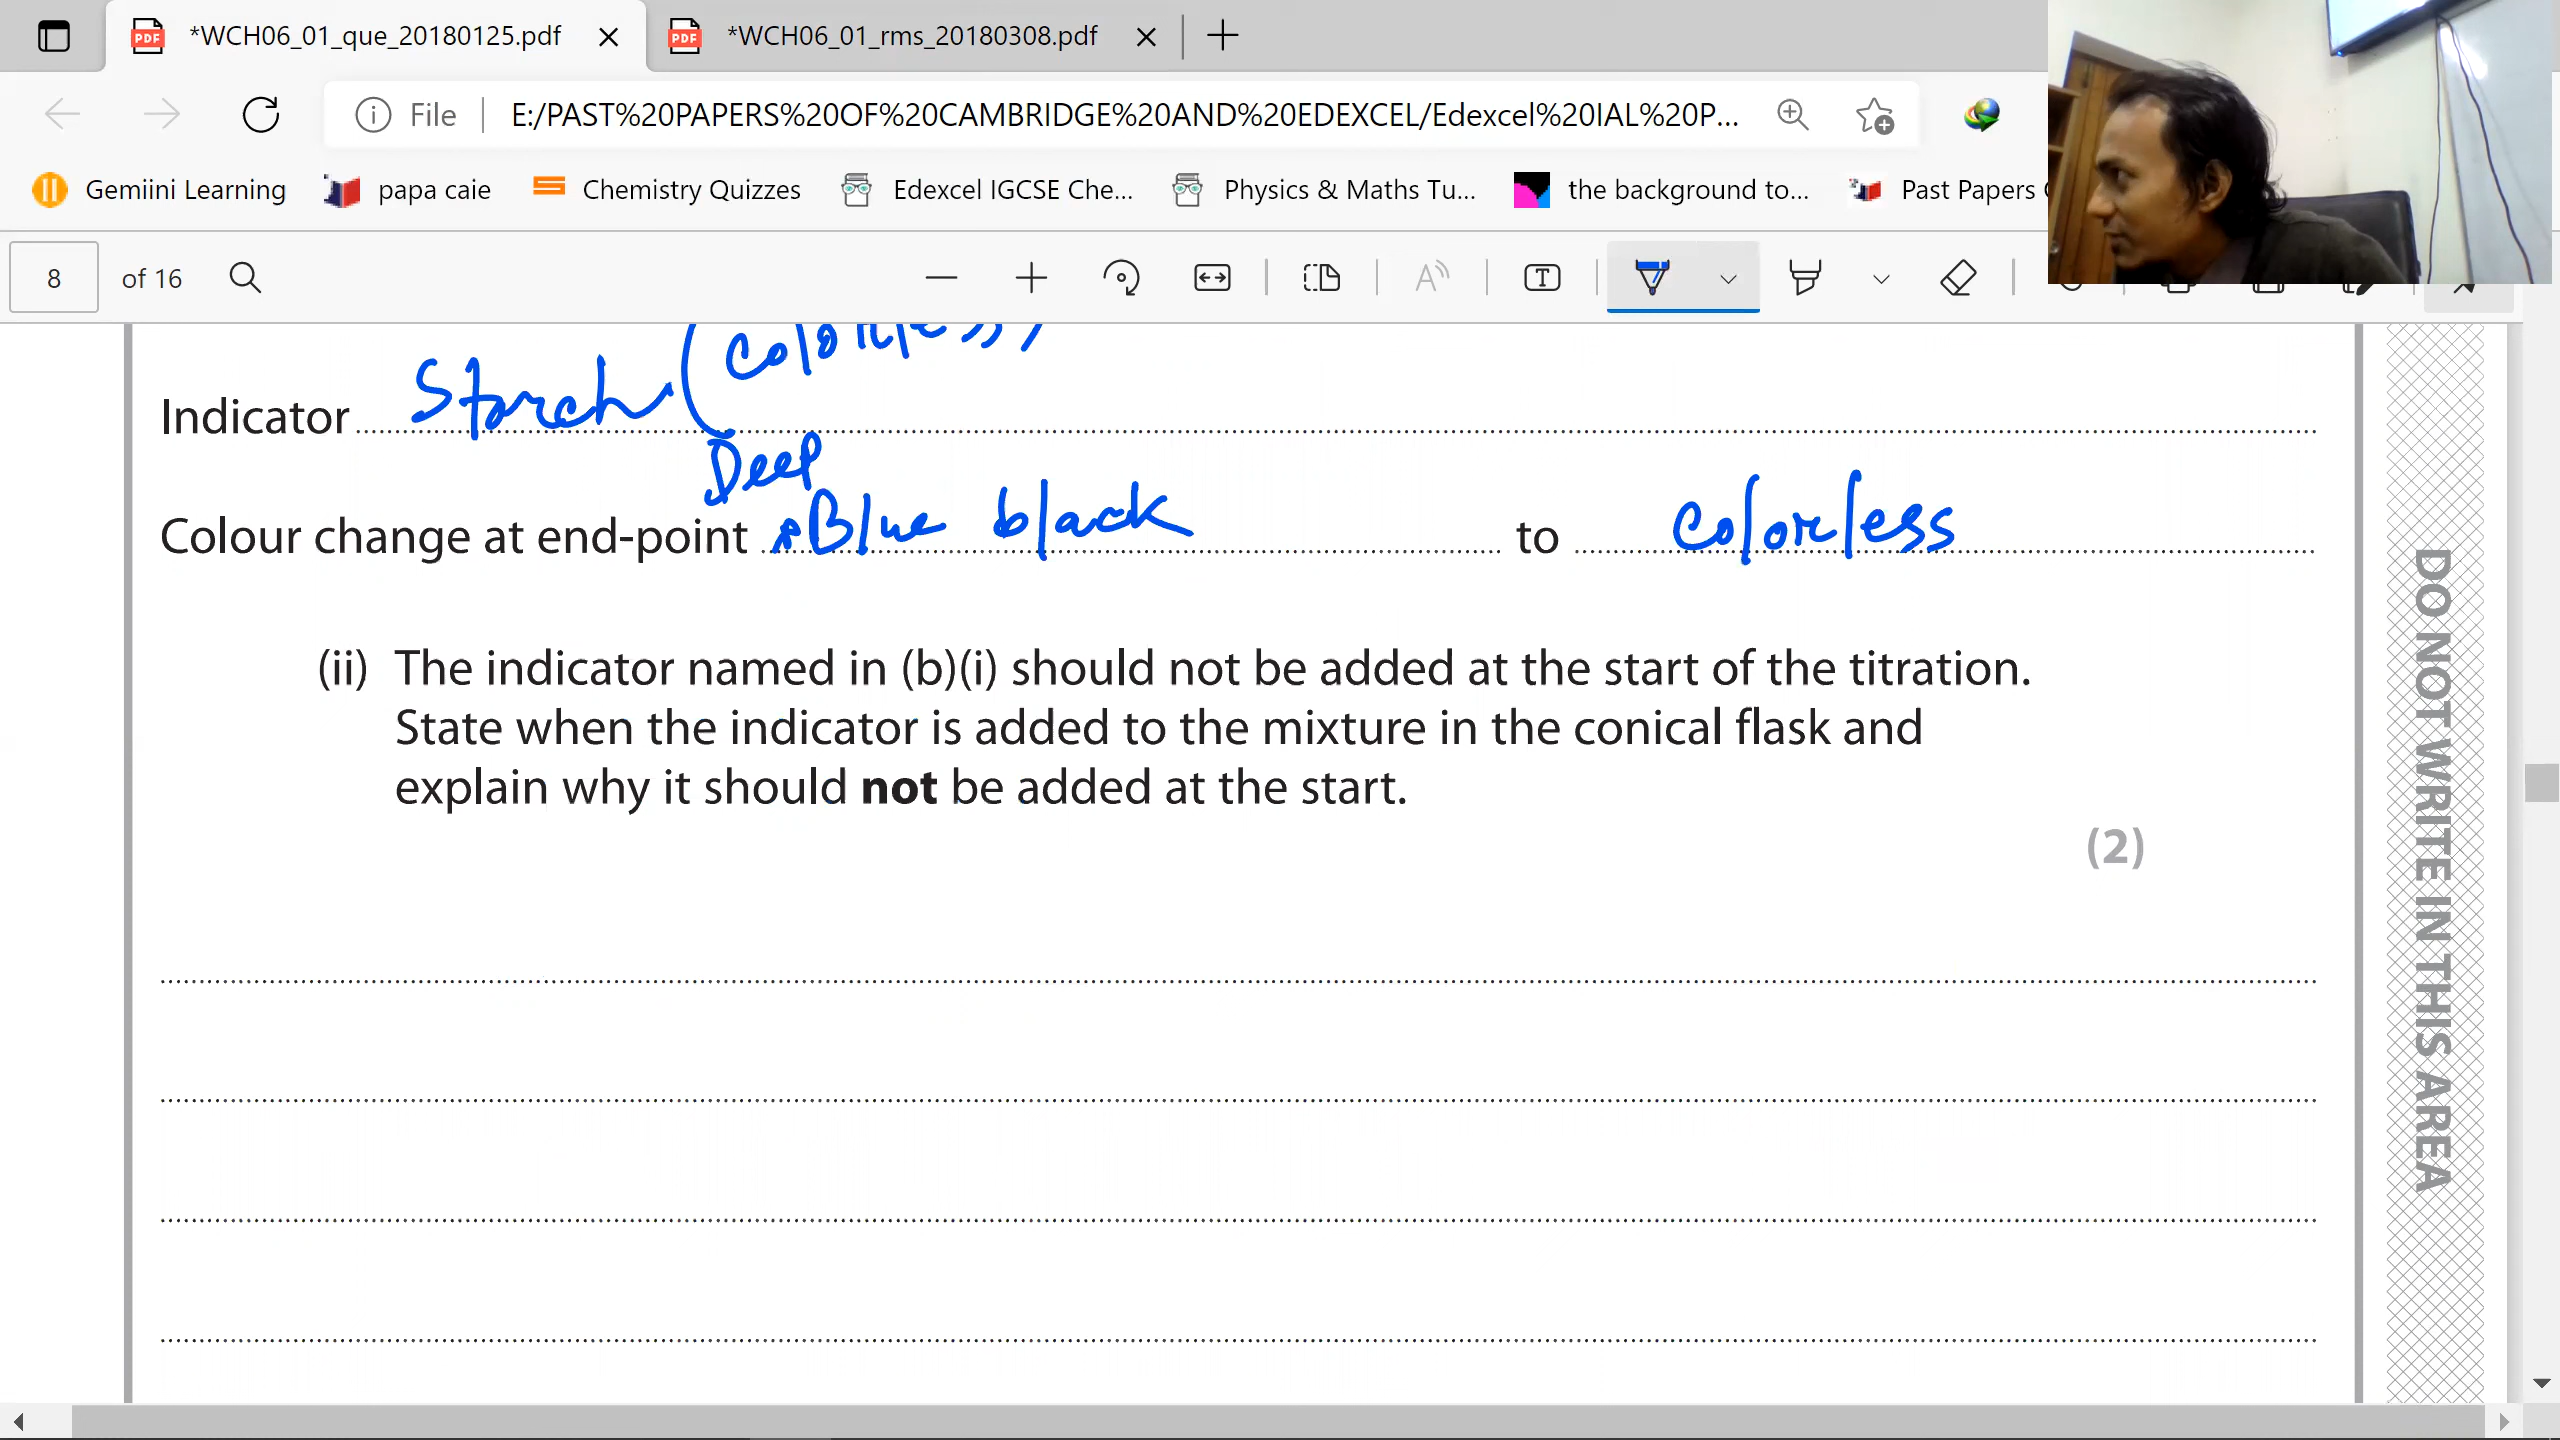 *WCH06_01_que_20180125.pdf
*WCH06_01_rms_20180308.pdf
File
E:/PAST%20PAPERS%20OF%20CAMBRIDGE%20AND%20EDEXCEL/Edexcel%20IAL%20P...
Gemiini Learning
papa caie
Chemistry Quizzes
Edexcel IGCSE Che...
Physics & Maths Tu...
the background to...
Past Papers
8 of 16
colorless)
Indicator Starch (
Deep
Colour change at end-point Blue black to colorless
(ii) The indicator named in (b)(i) should not be added at the start of the titration.
State when the indicator is added to the mixture in the conical flask and
explain why it should not be added at the start.
(2)
DO NOT WRITE IN THIS AREA